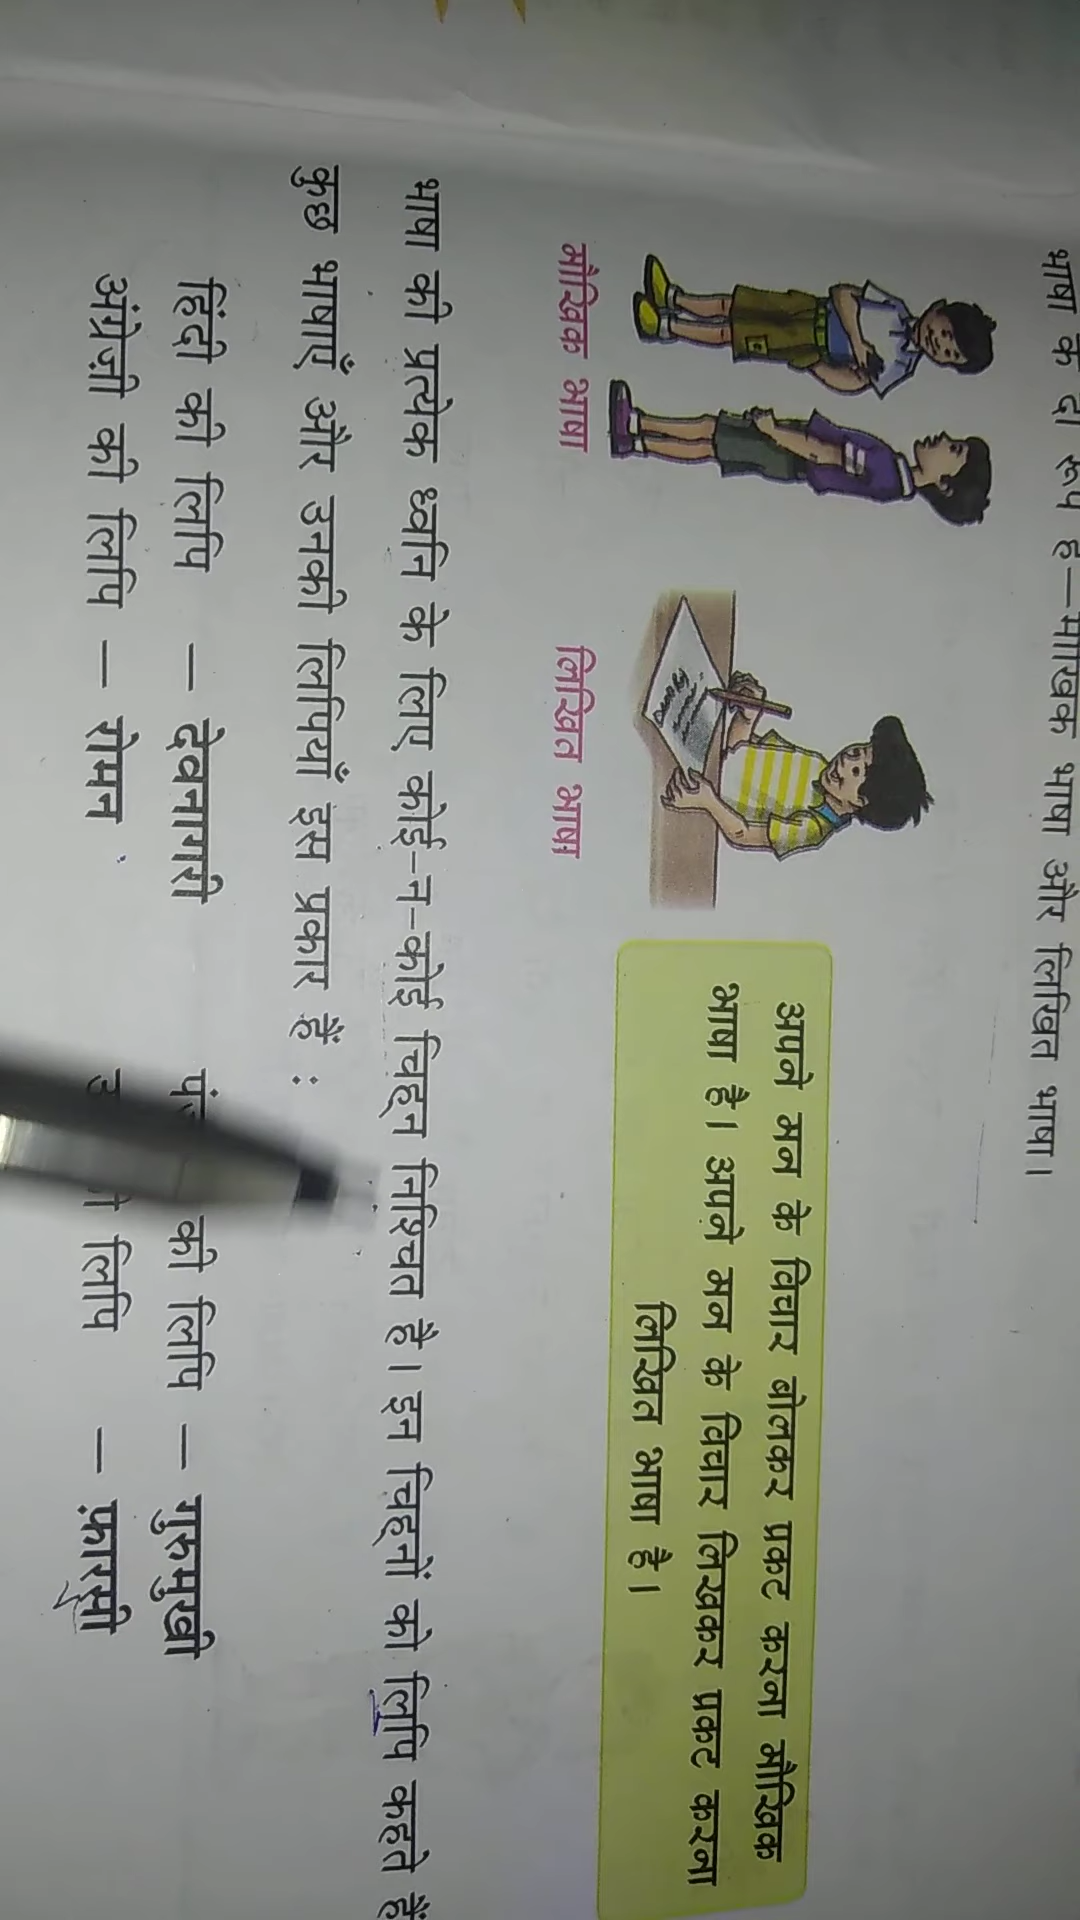 भाषा के दो रूप हैं—मौखिक भाषा और लिखित भाषा।
अपने मन के विचार बोलकर प्रकट करना मौखिक
भाषा है। अपने मन के विचार लिखकर प्रकट करना
लिखित भाषा है।
मौखिक भाषा
लिखित भाषा
भाषा की प्रत्येक ध्वनि के लिए कोई-न-कोई चिह्न निश्चित है। इन चिह्नों को लिपि कहते हैं
कुछ भाषाएँ और उनकी लिपियाँ इस प्रकार हैं :
हिंदी की लिपि — देवनागरी की लिपि — गुरुमुखी
अंग्रेज़ी की लिपि — रोमन लिपि — फ़ारसी